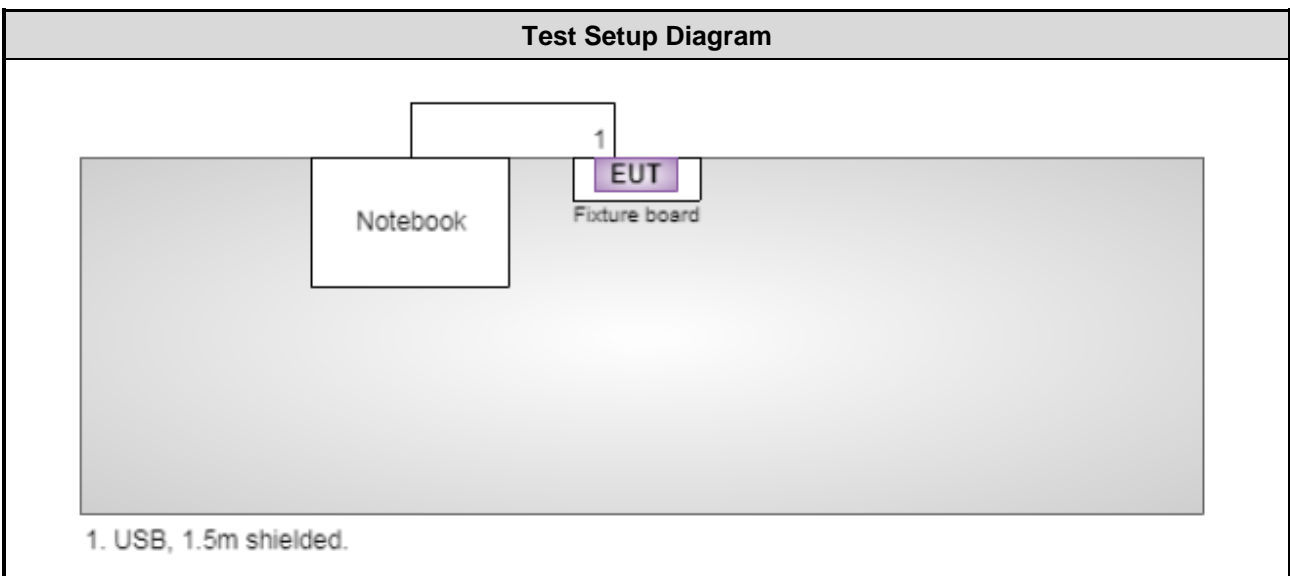 Test Setup Diagram
1
EUT
Notebook
Fixture board
1. USB, 1.5m shielded.